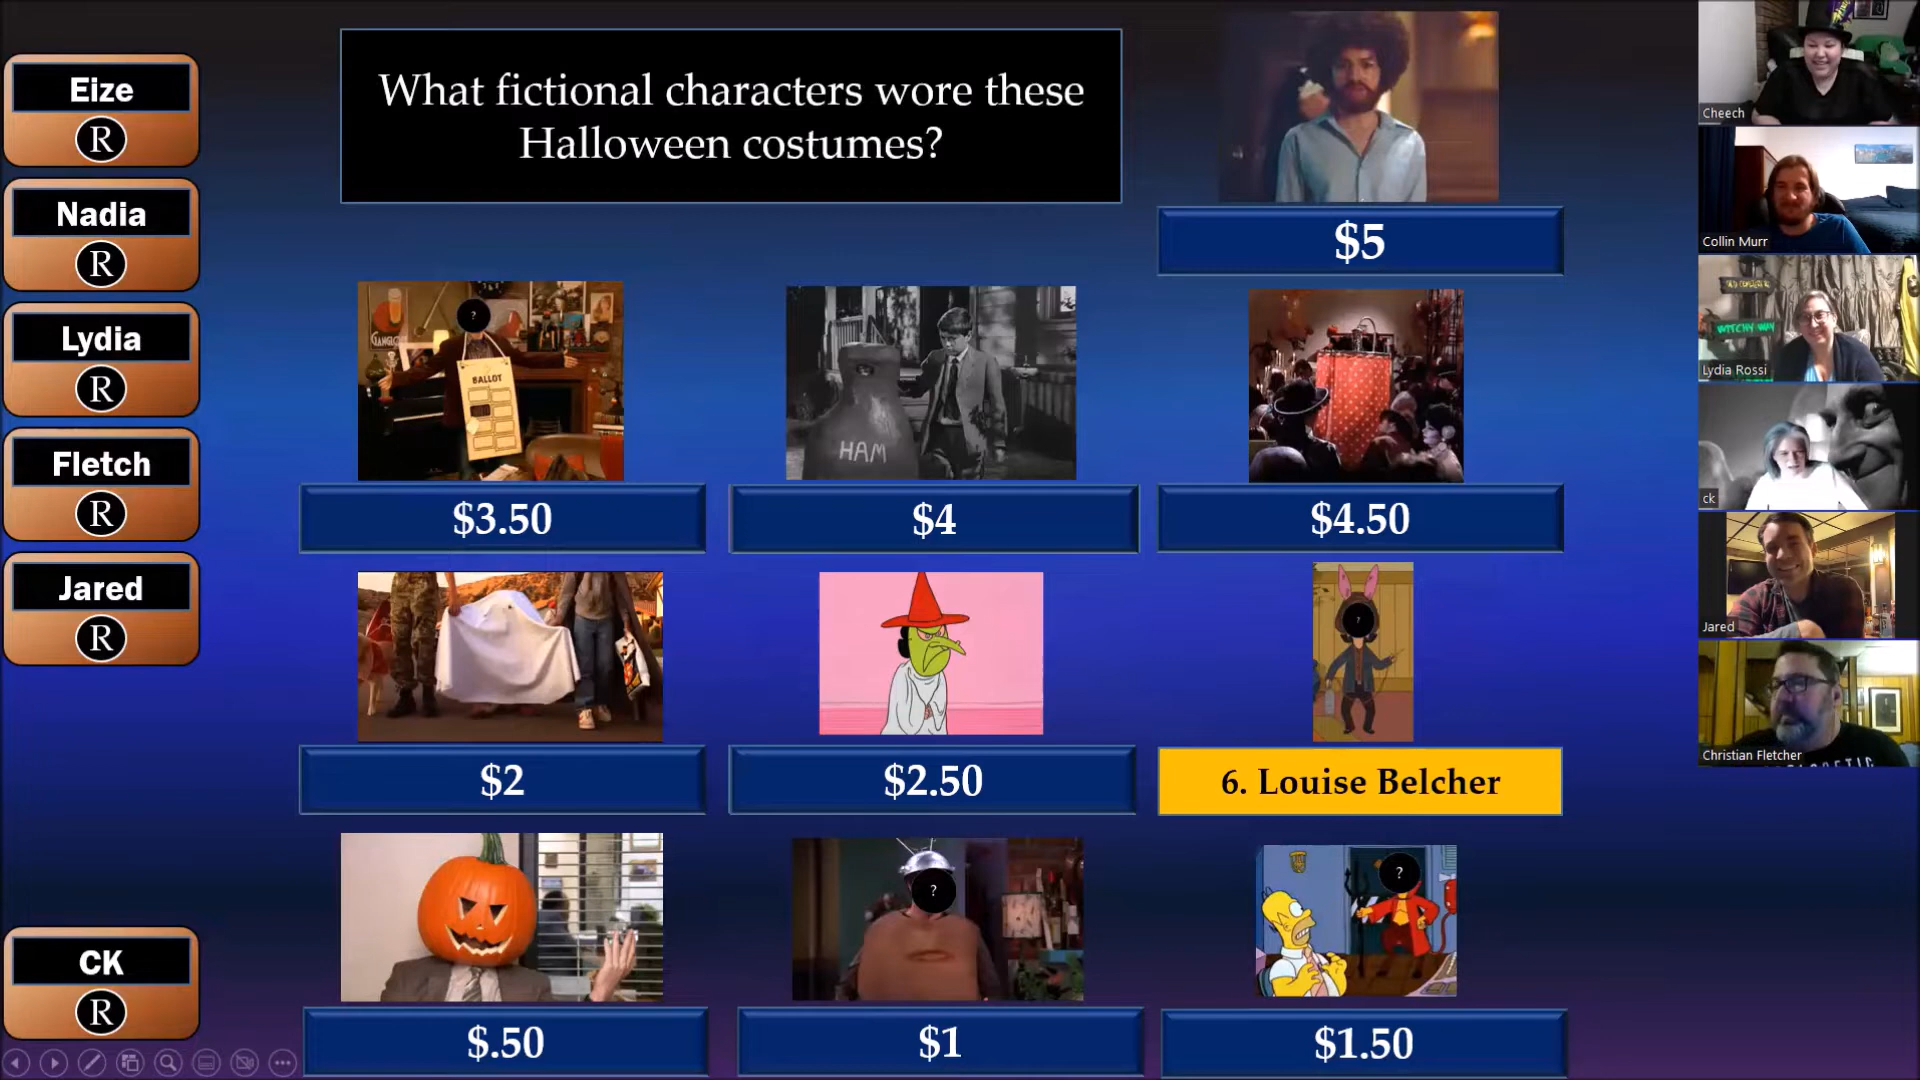 Eize
R
Nadia
R
Lydia
R
Fletch
R
Jared
R
CK
R
What fictional characters wore these
Halloween costumes?
$5
?
BALLOT
$3.50
HAM
$4
$4.50
$2
$2.50
?
6. Louise Belcher
$.50
?
$1
?
$1.50
Cheech
Collin Murr
WITCHY WAY
Lydia Rossi
ck
Jared
Christian Fletcher